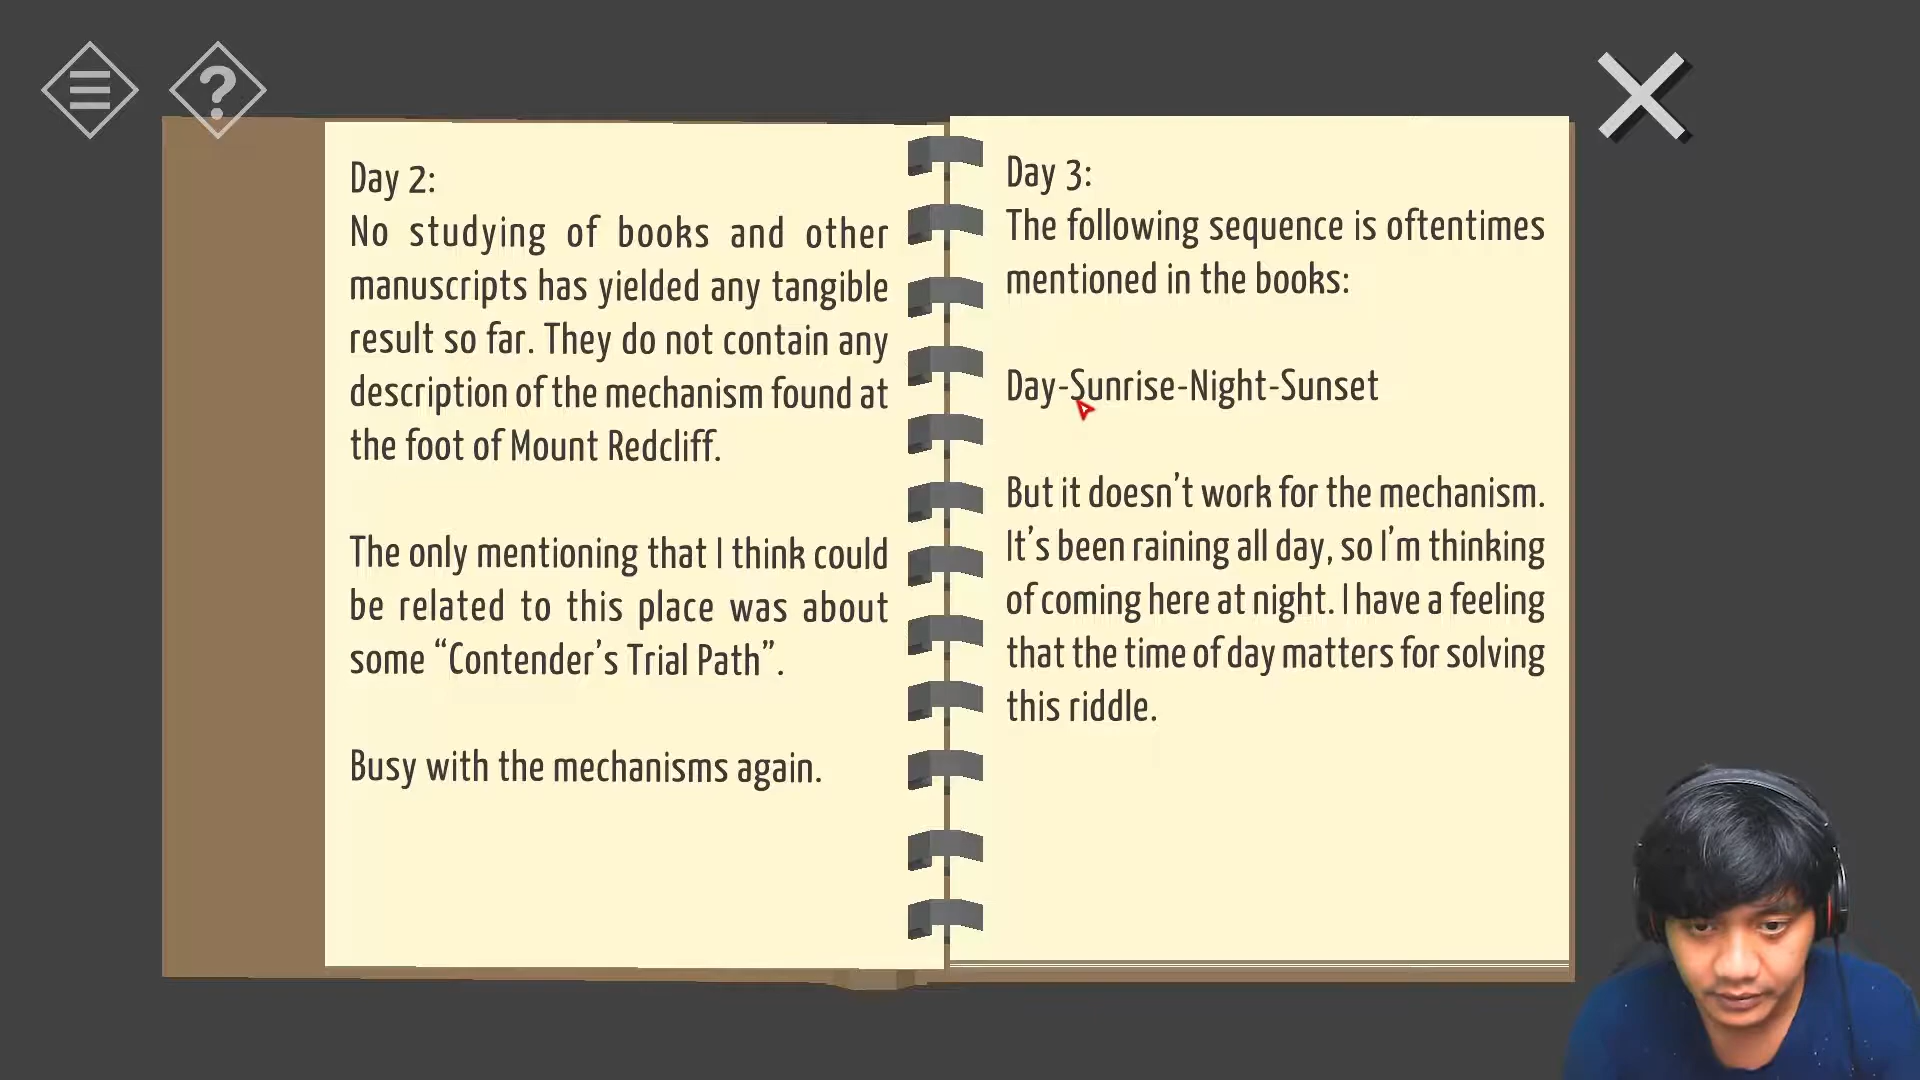 Day 2:
No studying of books and other
manuscripts has yielded any tangible
result so far. They do not contain any
description of the mechanism found at
the foot of Mount Redcliff.
The only mentioning that I think could
be related to this place was about
some “Contender’s Trial Path”.
Busy with the mechanisms again.
Day 3:
The following sequence is oftentimes
mentioned in the books:
Day-Sunrise-Night-Sunset
But it doesn’t work for the mechanism.
It’s been raining all day, so I’m thinking
of coming here at night. I have a feeling
that the time of day matters for solving
this riddle.